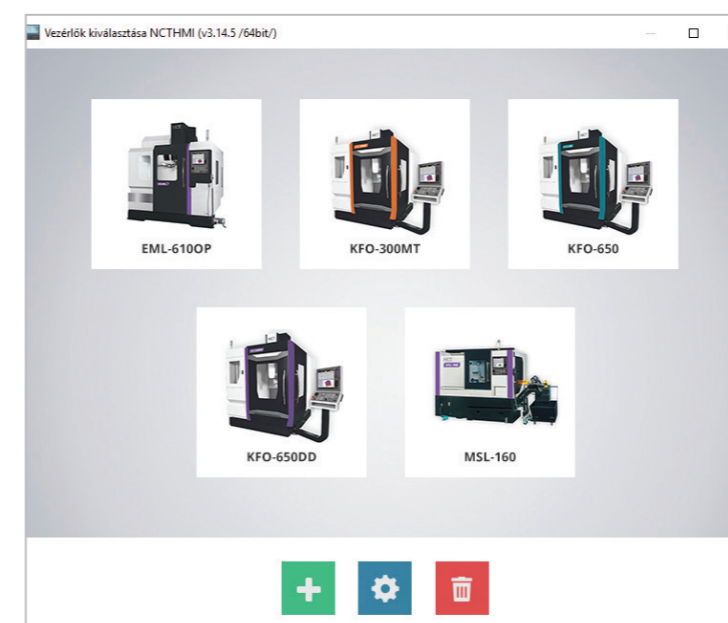 Vezérlők kiválasztása NCTHMI (v3.14.5 /64bit/)
EML-610OP
KFO-300MT
KFO-650
KFO-650DD
MSL-160